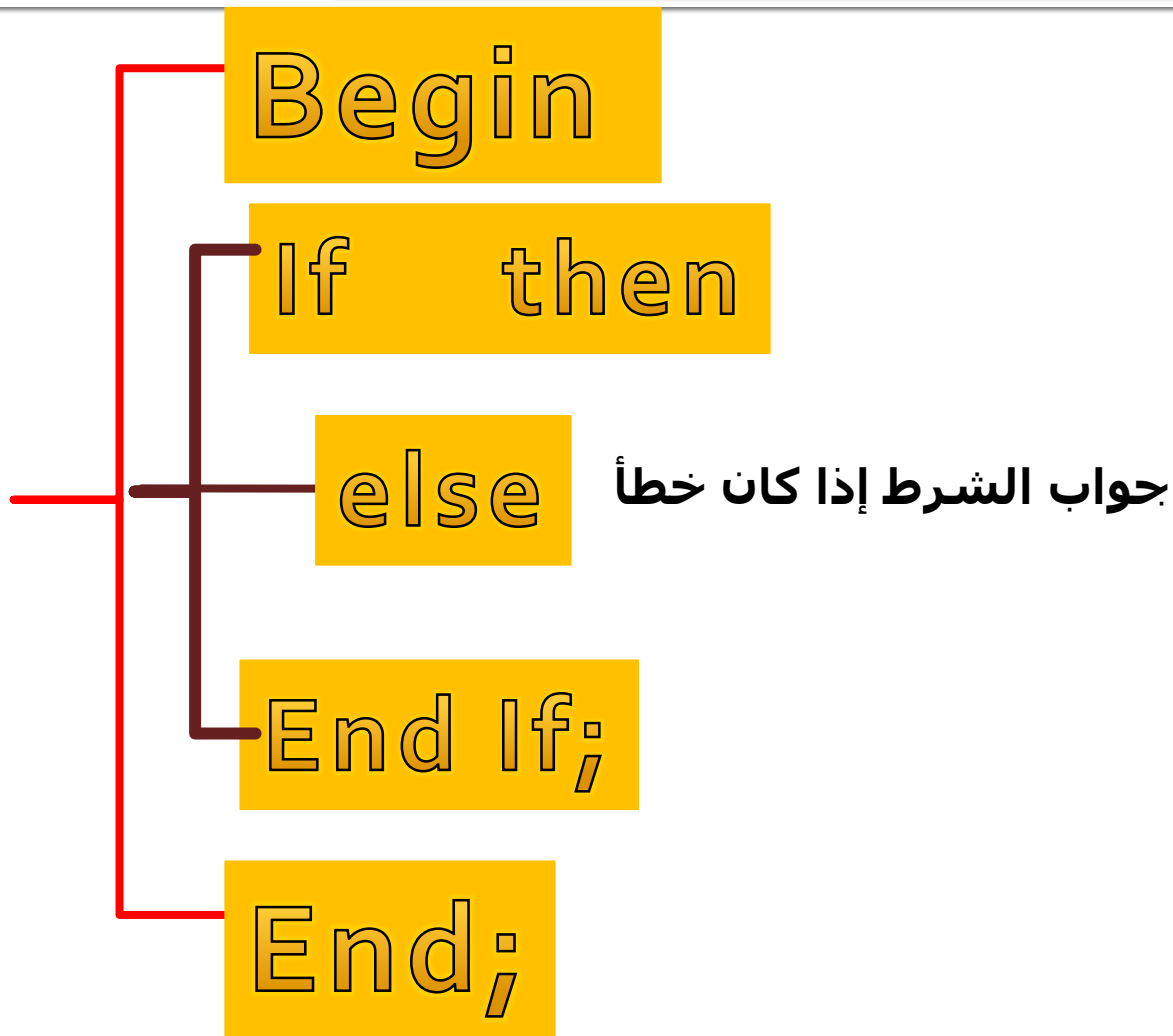 Begin
If then
else
جواب الشرط إذا كان خطأ
End If;
End;